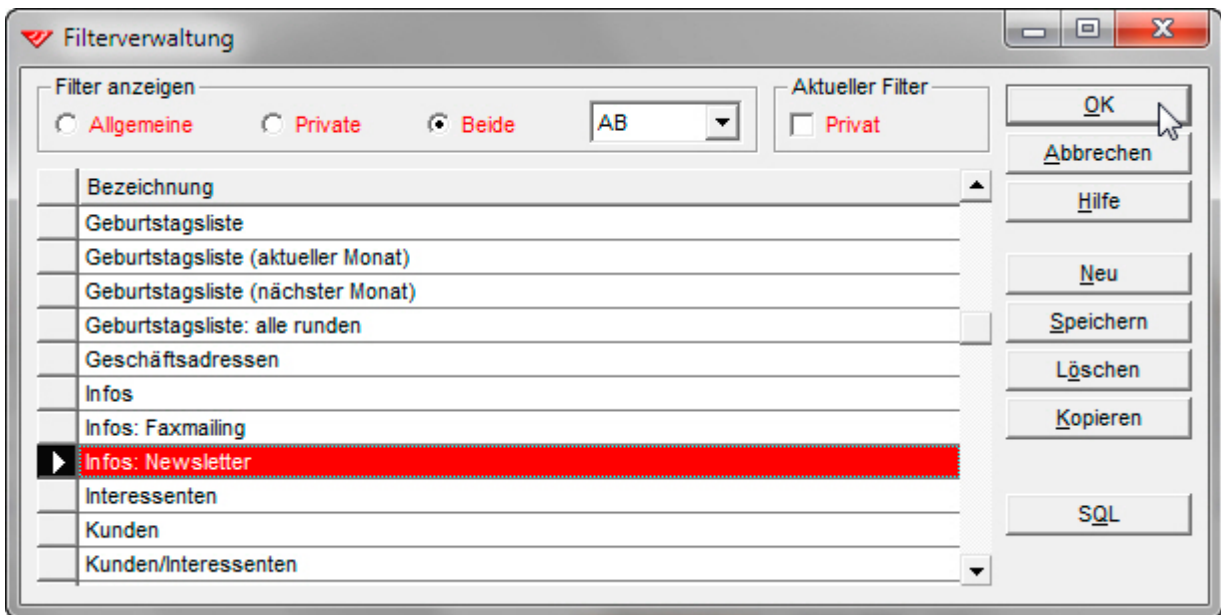 Filterverwaltung
Filter anzeigen
Allgemeine Private Beide AB
Aktueller Filter
Privat
OK
Abbrechen
Hilfe
Neu
Speichern
Löschen
Kopieren
SQL
Bezeichnung
Geburtstagsliste
Geburtstagsliste (aktueller Monat)
Geburtstagsliste (nächster Monat)
Geburtstagsliste: alle runden
Geschäftsadressen
Infos
Infos: Faxmailing
Infos: Newsletter
Interessenten
Kunden
Kunden/Interessenten